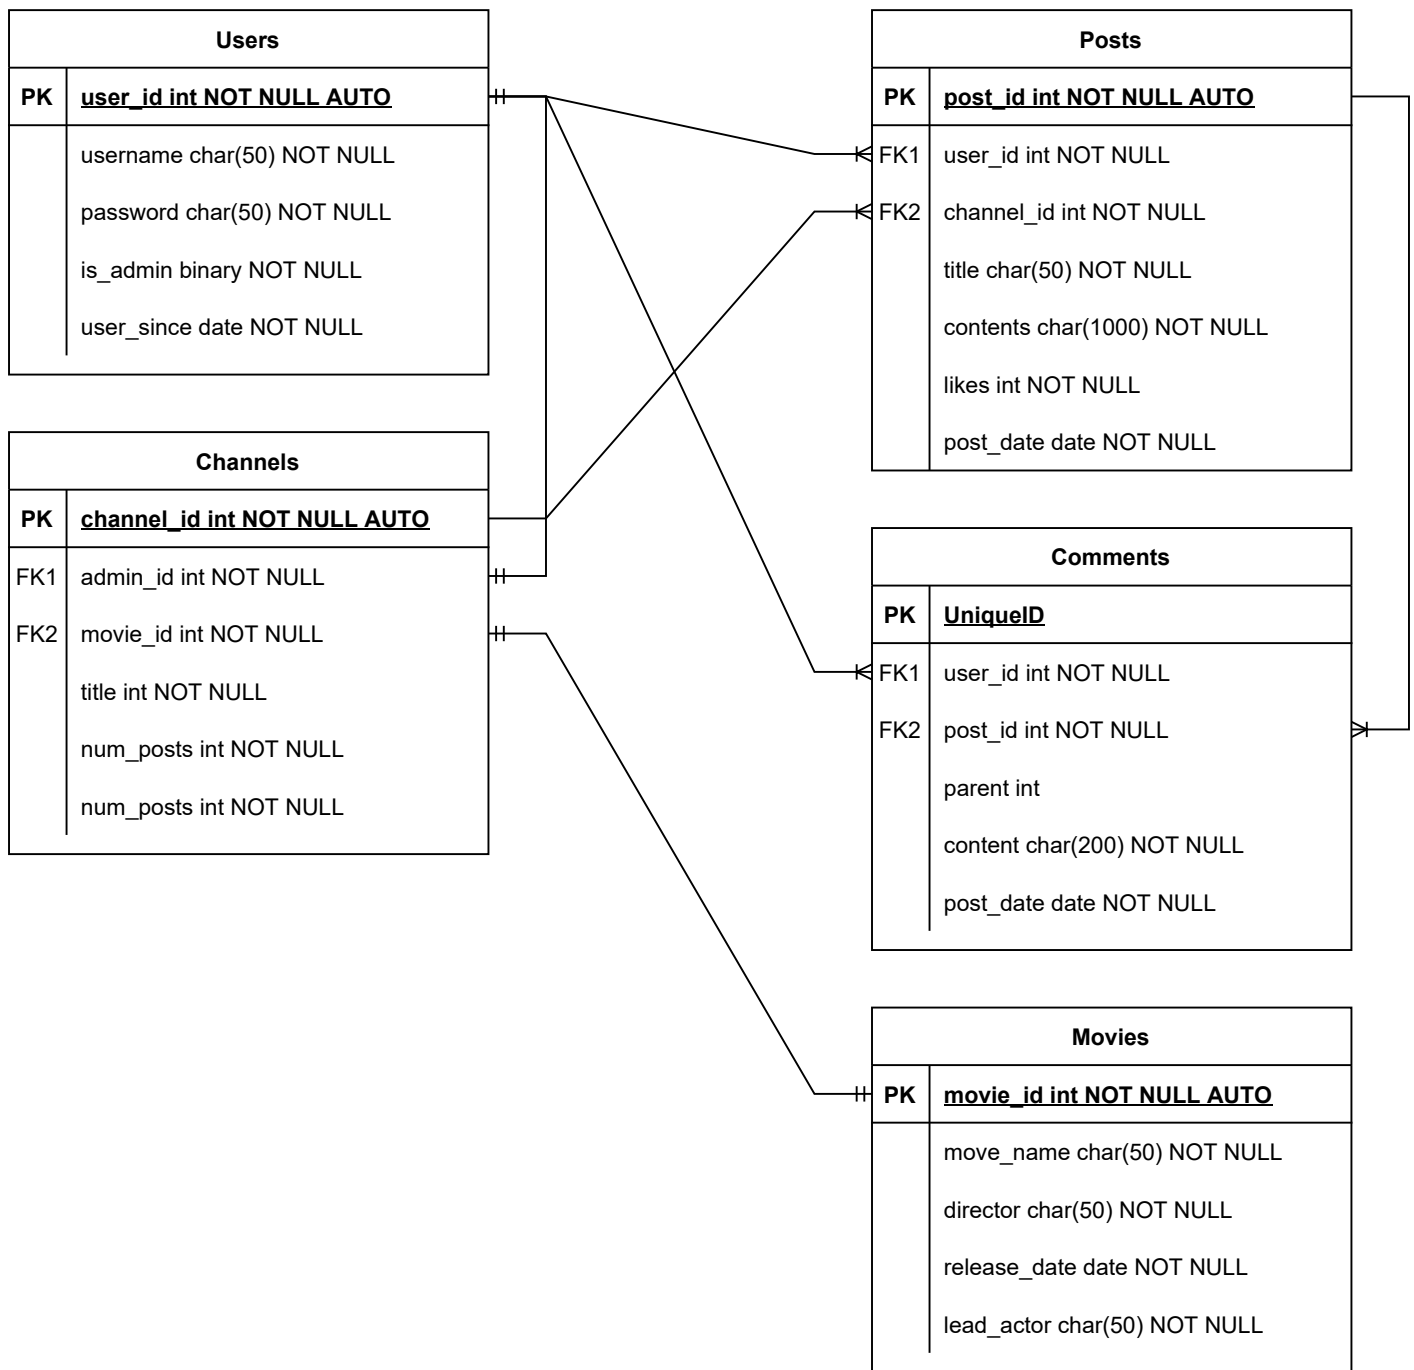 Users
PK user_id int NOT NULL AUTO
username char(50) NOT NULL
password char(50) NOT NULL
is_admin binary NOT NULL
user_since date NOT NULL
Channels
PK channel_id int NOT NULL AUTO
FK1 admin_id int NOT NULL
FK2 movie_id int NOT NULL
title int NOT NULL
num_posts int NOT NULL
num_posts int NOT NULL
Posts
PK post_id int NOT NULL AUTO
FK1 user_id int NOT NULL
FK2 channel_id int NOT NULL
title char(50) NOT NULL
contents char(1000) NOT NULL
likes int NOT NULL
post_date date NOT NULL
Comments
PK UniqueID
FK1 user_id int NOT NULL
FK2 post_id int NOT NULL
parent int
content char(200) NOT NULL
post_date date NOT NULL
Movies
PK movie_id int NOT NULL AUTO
move_name char(50) NOT NULL
director char(50) NOT NULL
release_date date NOT NULL
lead_actor char(50) NOT NULL